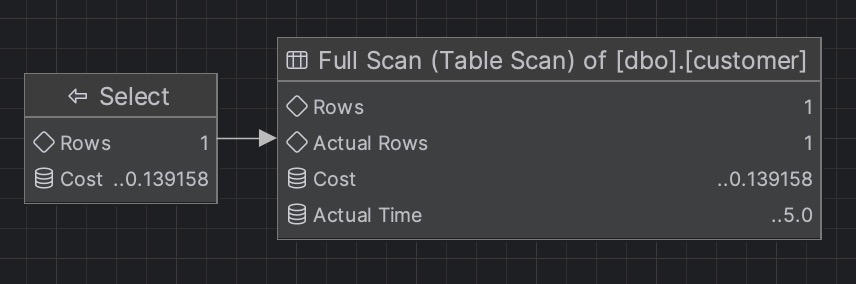 Select
Rows 1
Cost ..0.139158
Full Scan (Table Scan) of [dbo].[customer]
Rows 1
Actual Rows 1
Cost ..0.139158
Actual Time ..5.0